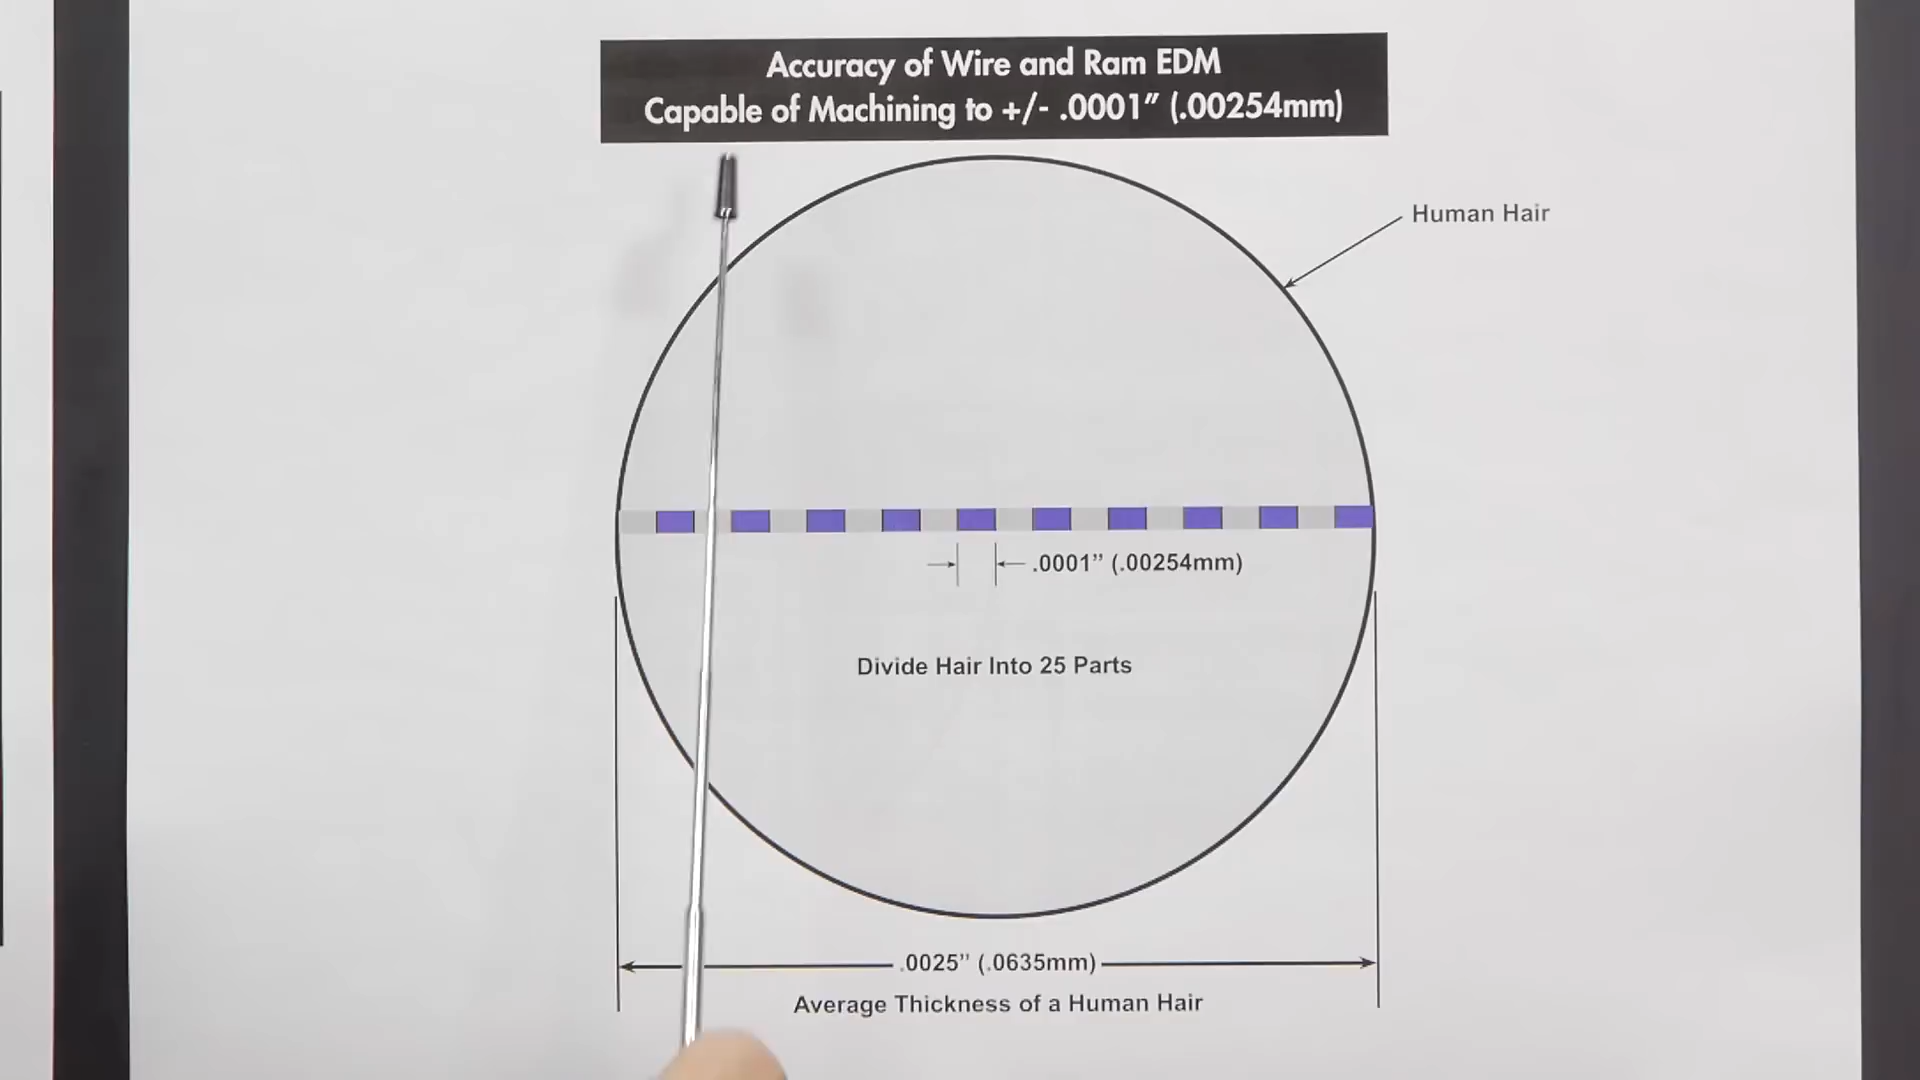 Accuracy of Wire and Ram EDM
Capable of Machining to +/- .0001” (.00254mm)
Human Hair
.0001” (.00254mm)
Divide Hair Into 25 Parts
.0025” (.0635mm)
Average Thickness of a Human Hair